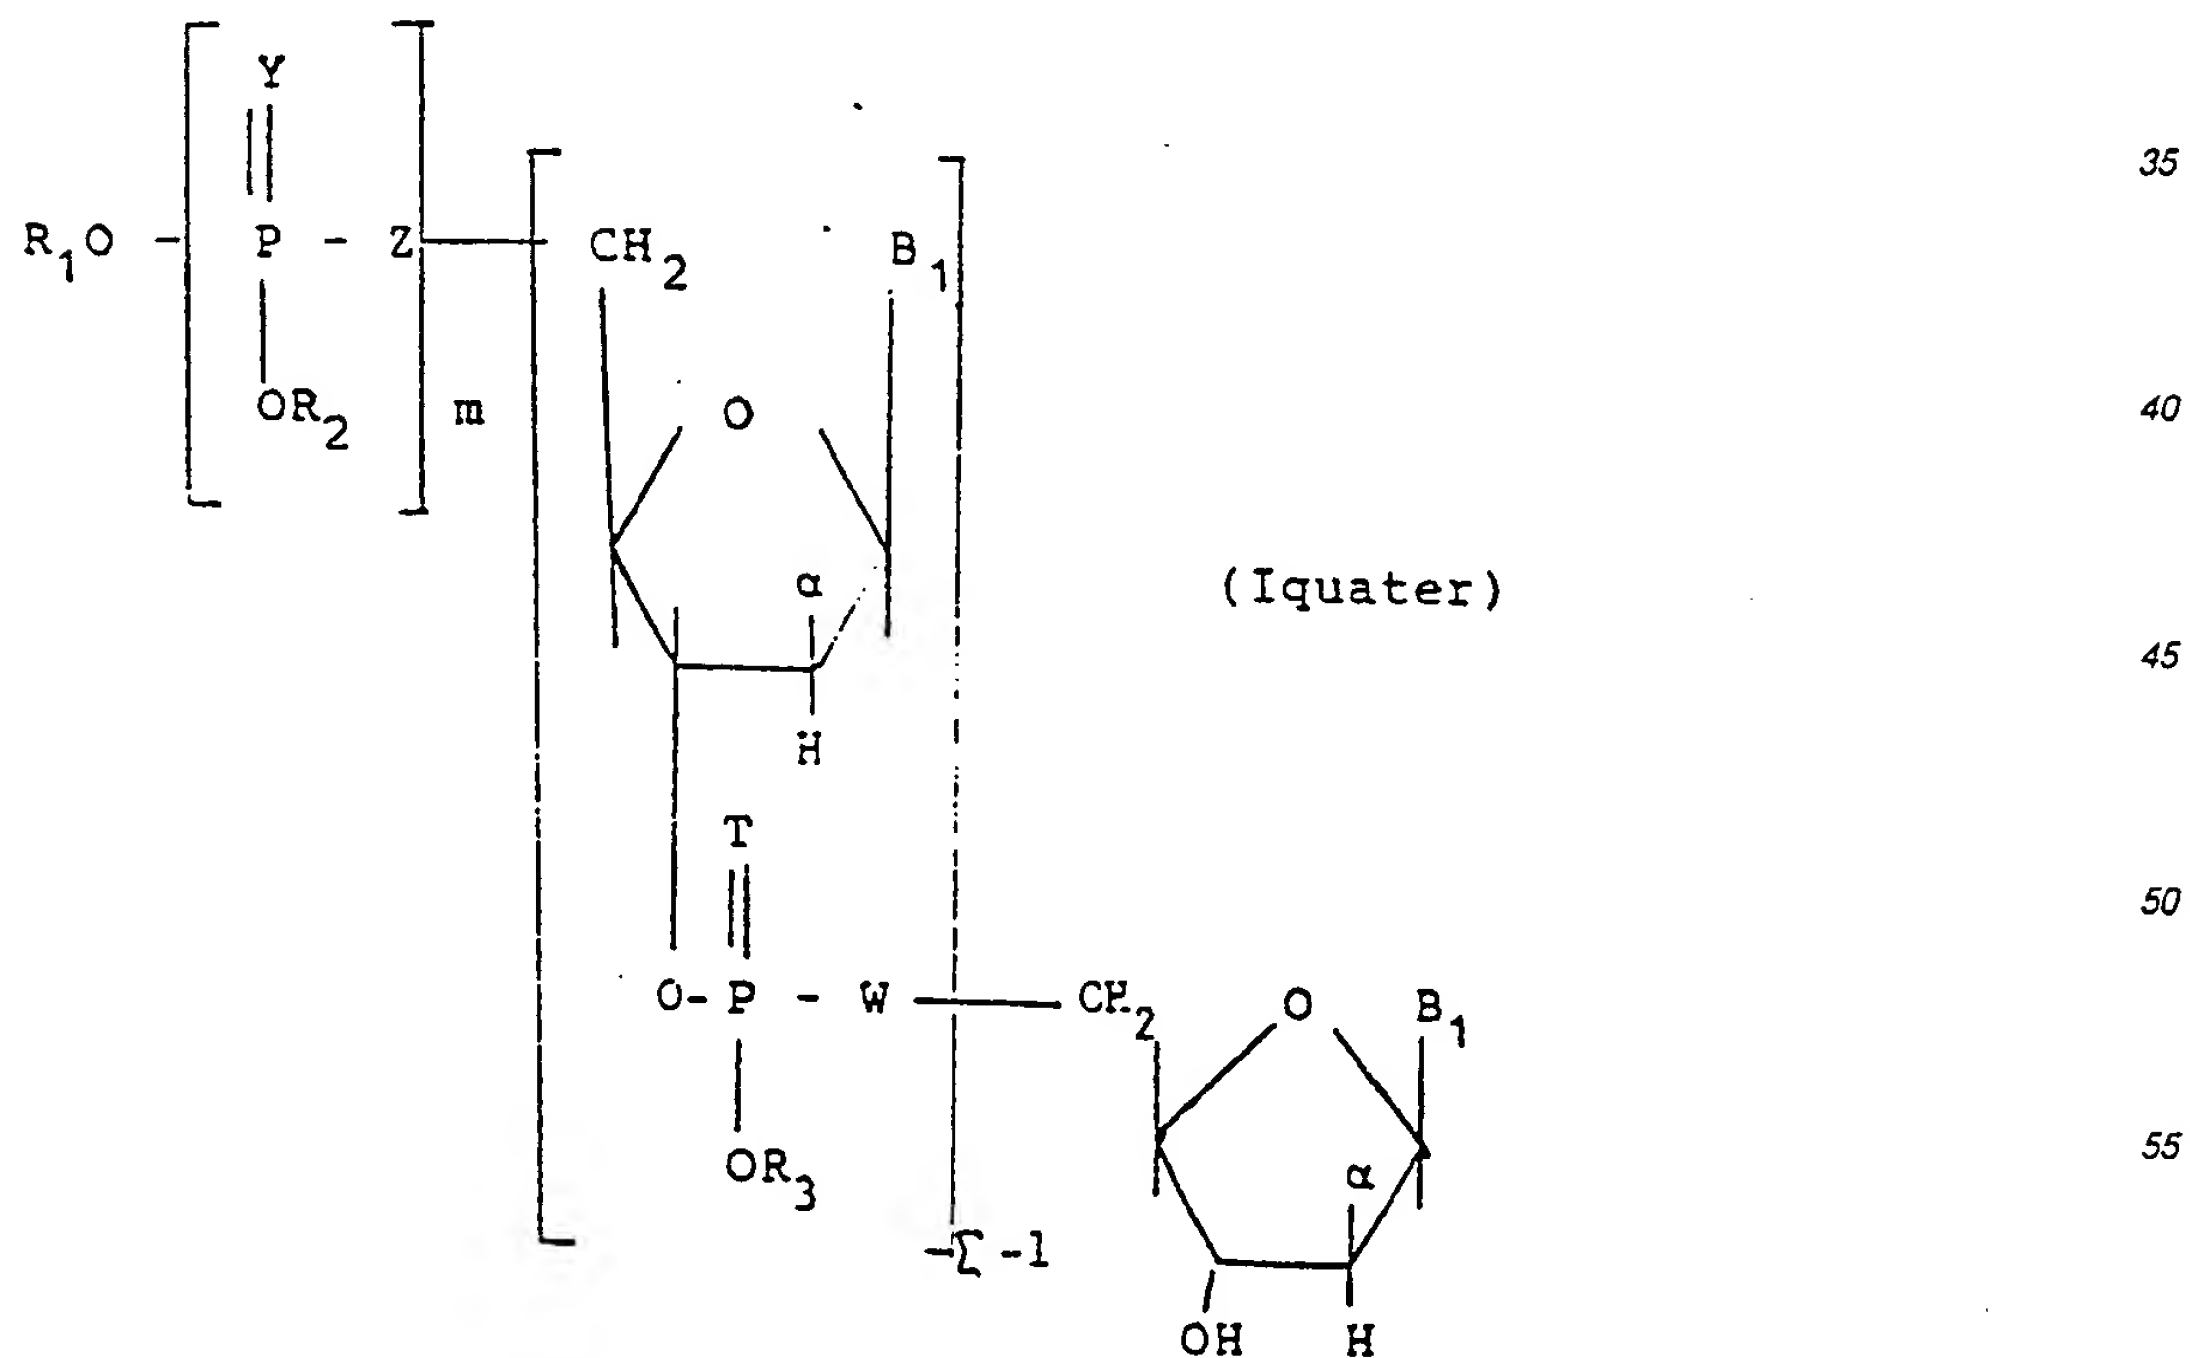 Y
35
R1O - P - Z CH2 B1
OR2 m O 40
α (Iquater)
45
H
T
50
O- P - W CH2 O B1
α 55
OR3
-Σ -1
OH H